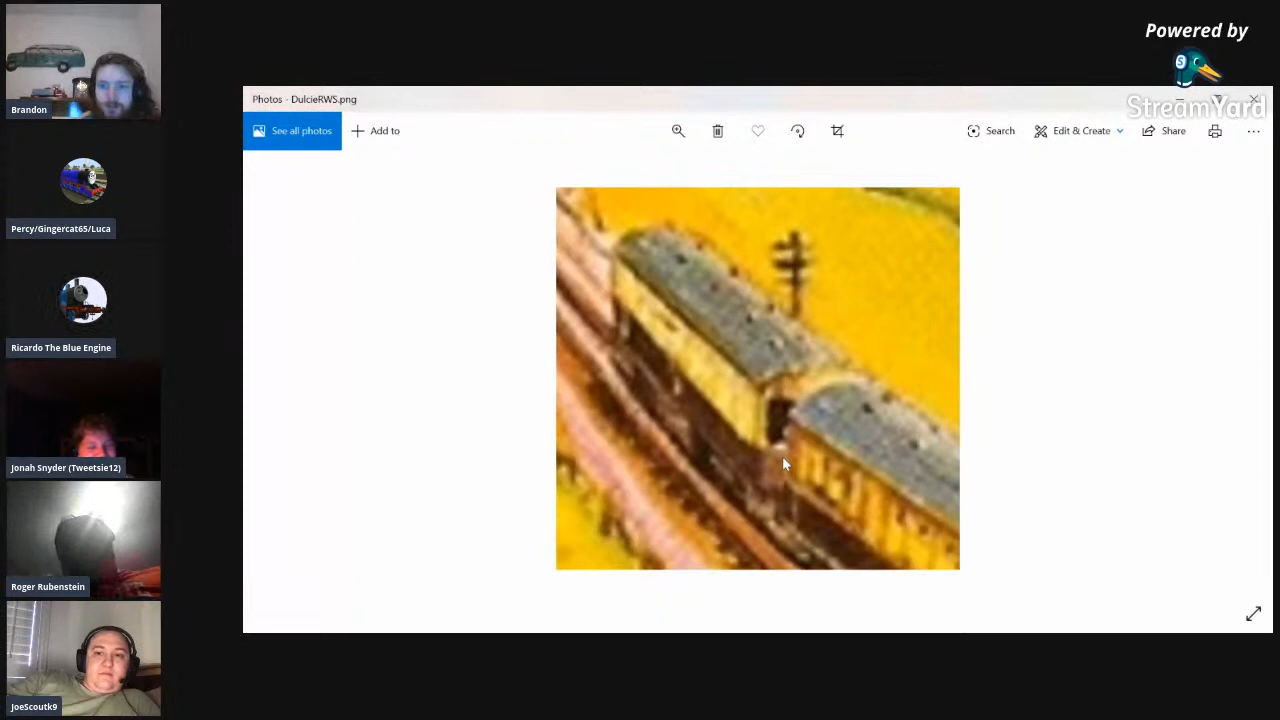 Powered by
StreamYard
Brandon
Percy/Gingercat65/Luca
Ricardo The Blue Engine
Jonah Snyder (Tweetsie12)
Roger Rubenstein
JoeScoutk9
Photos - DulcieRWS.png
See all photos
Add to
Search
Edit & Create
Share